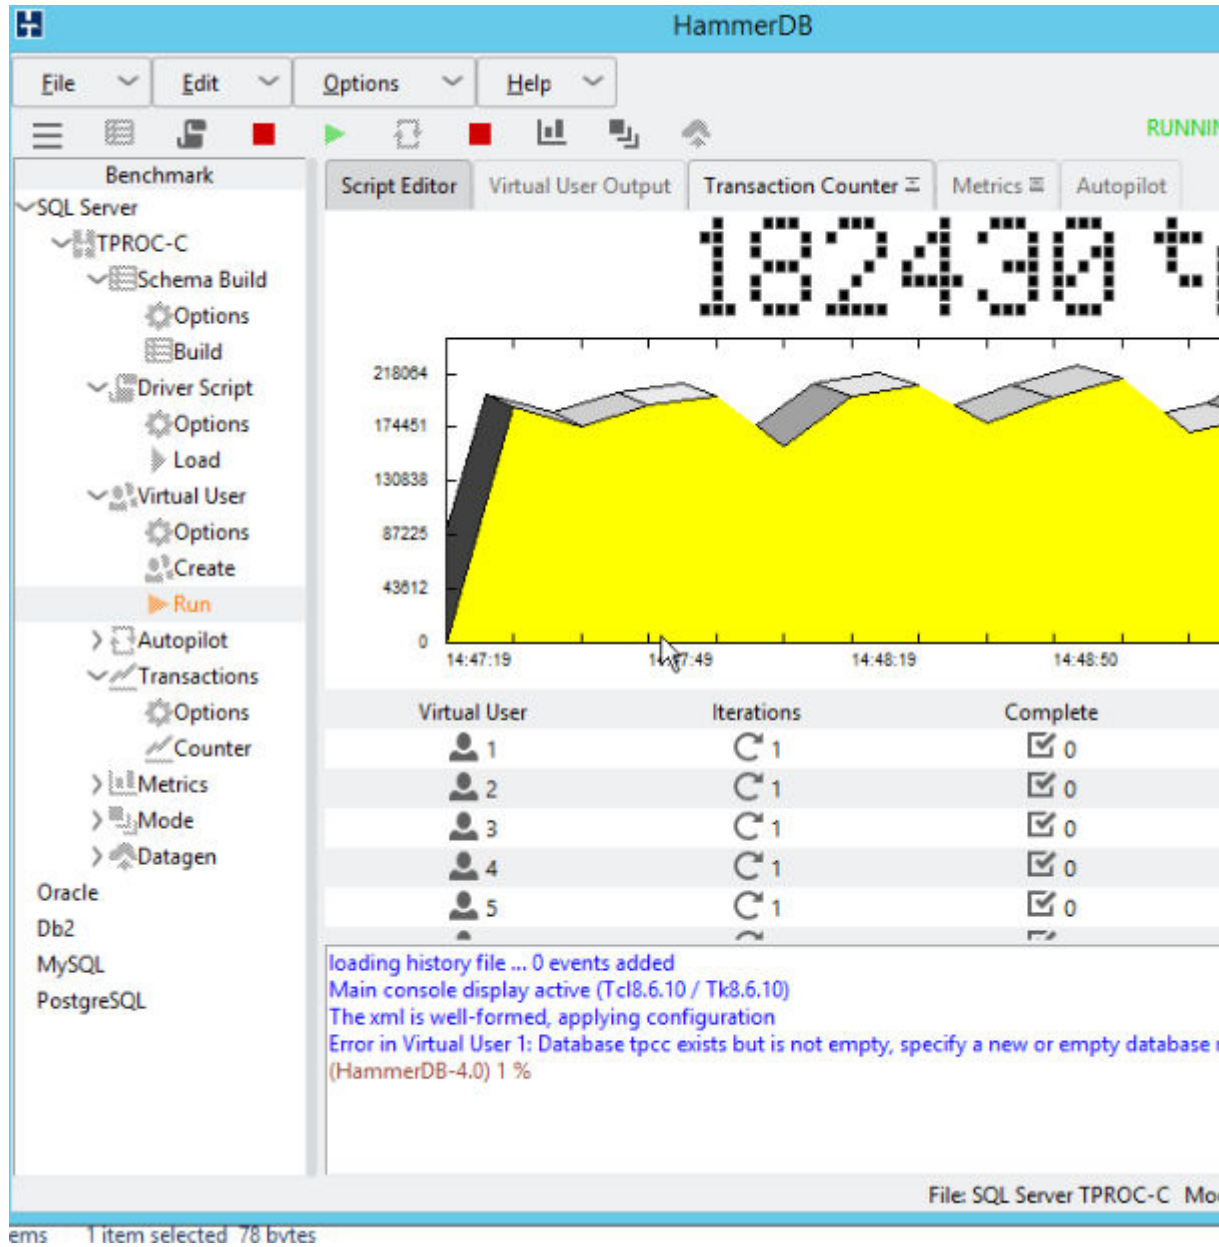 HammerDB
File Edit Options Help
RUNNIN
Benchmark
Script Editor Virtual User Output Transaction Counter Metrics Autopilot
SQL Server
TPROC-C
Schema Build
Options
Build
Driver Script
Options
Load
Virtual User
Options
Create
Run
Autopilot
Transactions
Options
Counter
Metrics
Mode
Datagen
Oracle
Db2
MySQL
PostgreSQL
182430 t
218064
174451
130838
87225
43612
0
14:47:19 14:47:49 14:48:19 14:48:50
Virtual User Iterations Complete
1 1 0
2 1 0
3 1 0
4 1 0
5 1 0
loading history file ... 0 events added
Main console display active (Tcl8.6.10 / Tk8.6.10)
The xml is well-formed, applying configuration
Error in Virtual User 1: Database tpcc exists but is not empty, specify a new or empty database
(HammerDB-4.0) 1 %
File: SQL Server TPROC-C Mo
ems 1 item selected 78 bytes